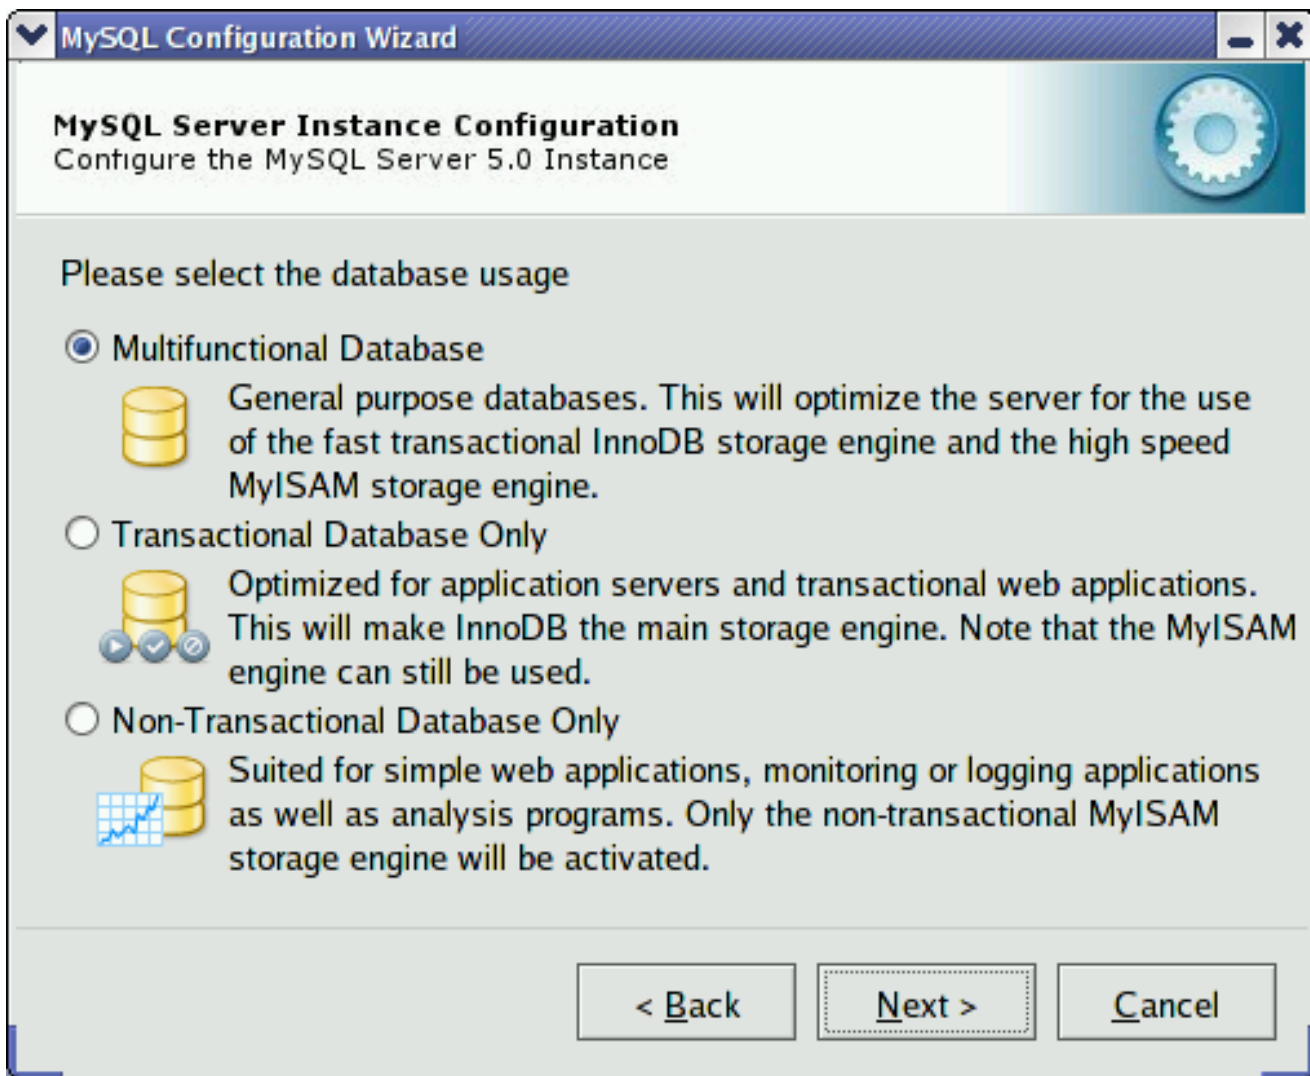 MySQL Configuration Wizard
MySQL Server Instance Configuration
Configure the MySQL Server 5.0 Instance
Please select the database usage
Multifunctional Database
General purpose databases. This will optimize the server for the use
of the fast transactional InnoDB storage engine and the high speed
MyISAM storage engine.
Transactional Database Only
Optimized for application servers and transactional web applications.
This will make InnoDB the main storage engine. Note that the MyISAM
engine can still be used.
Non-Transactional Database Only
Suited for simple web applications, monitoring or logging applications
as well as analysis programs. Only the non-transactional MyISAM
storage engine will be activated.
< Back
Next >
Cancel